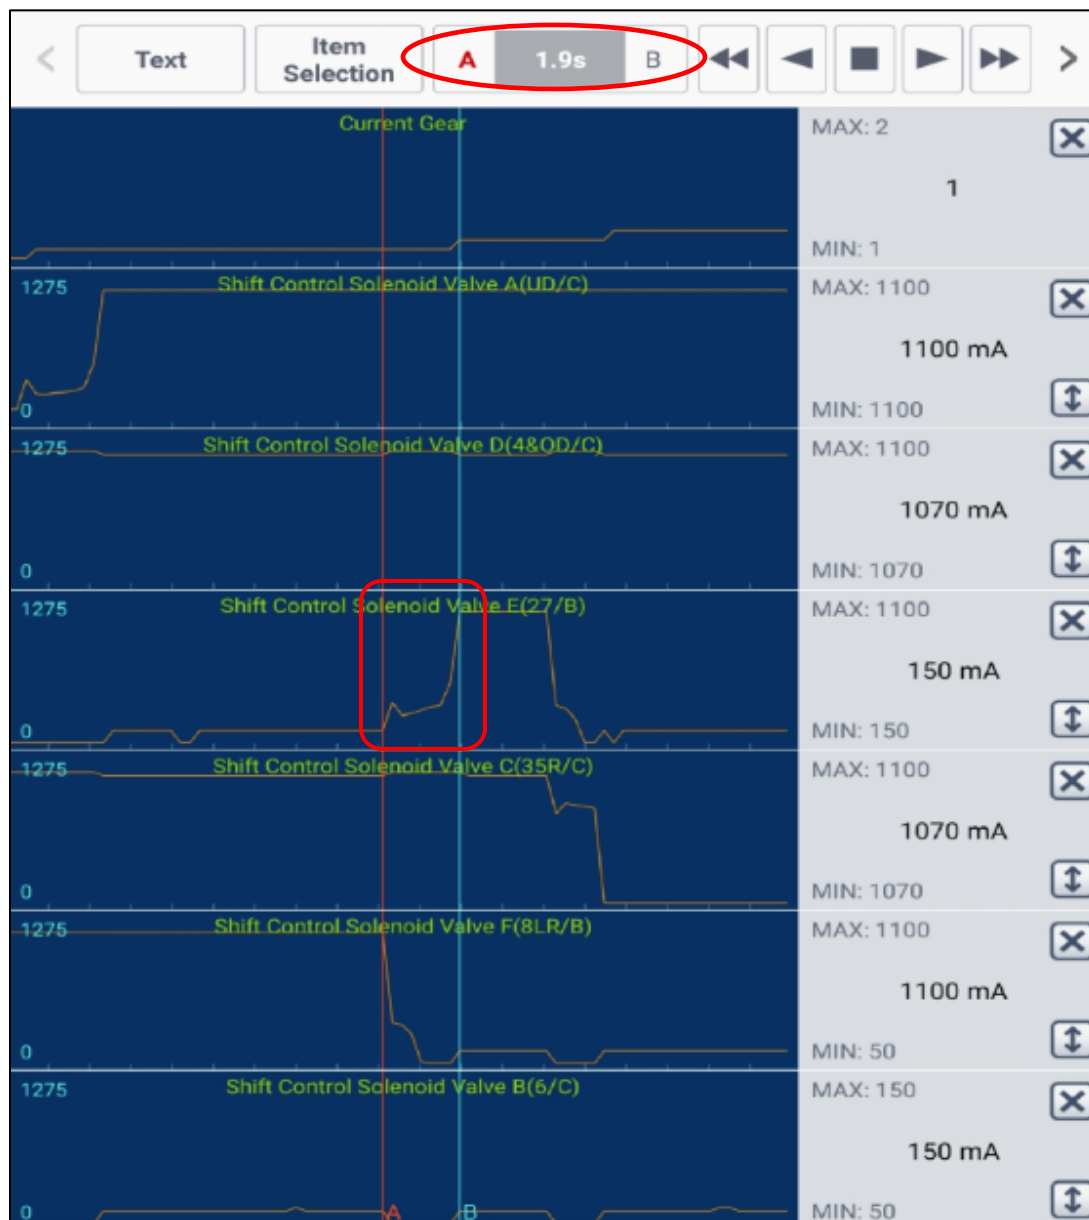 Text
Item Selection
A 1.9s B
Current Gear
MAX: 2
1
MIN: 1
1275
Shift Control Solenoid Valve A(UD/C)
0
MAX: 1100
1100 mA
MIN: 1100
1275
Shift Control Solenoid Valve D(4&OD/C)
0
MAX: 1100
1070 mA
MIN: 1070
1275
Shift Control Solenoid Valve E(27/B)
0
MAX: 1100
150 mA
MIN: 150
1275
Shift Control Solenoid Valve C(35R/C)
0
MAX: 1100
1070 mA
MIN: 1070
1275
Shift Control Solenoid Valve F(8LR/B)
0
MAX: 1100
1100 mA
MIN: 50
1275
Shift Control Solenoid Valve B(6/C)
0
A B
MAX: 150
150 mA
MIN: 50